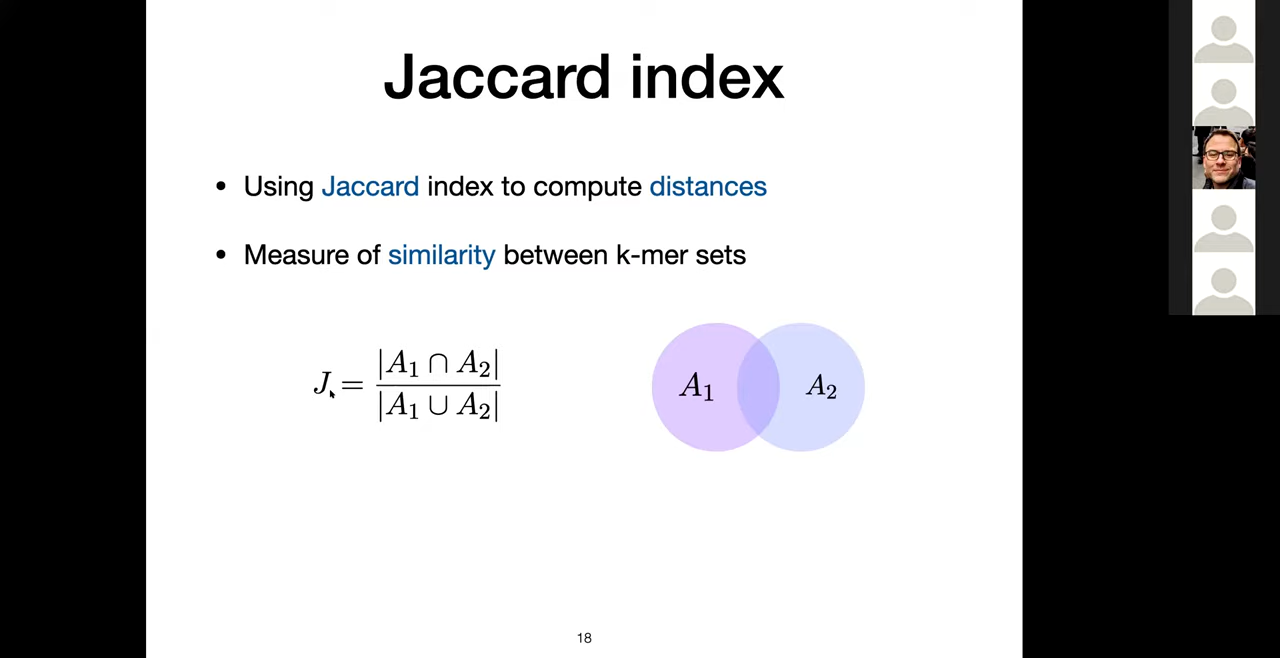 Jaccard index
• Using Jaccard index to compute distances
• Measure of similarity between k-mer sets
J = |A₁ ∩ A₂| / |A₁ ∪ A₂|
A₁ A₂
18